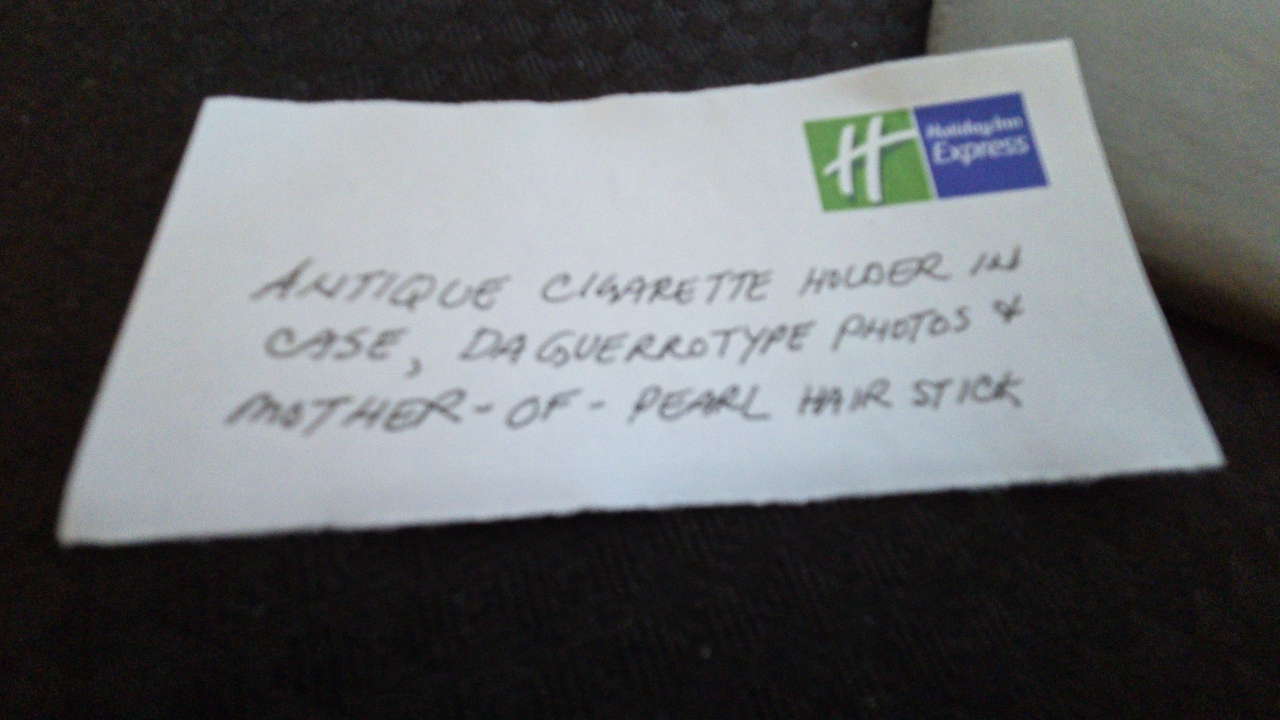 H Holiday Inn
Express
ANTIQUE CIGARETTE HOLDER IN
CASE, DAGUERROTYPE PHOTOS &
MOTHER-OF-PEARL HAIR STICK